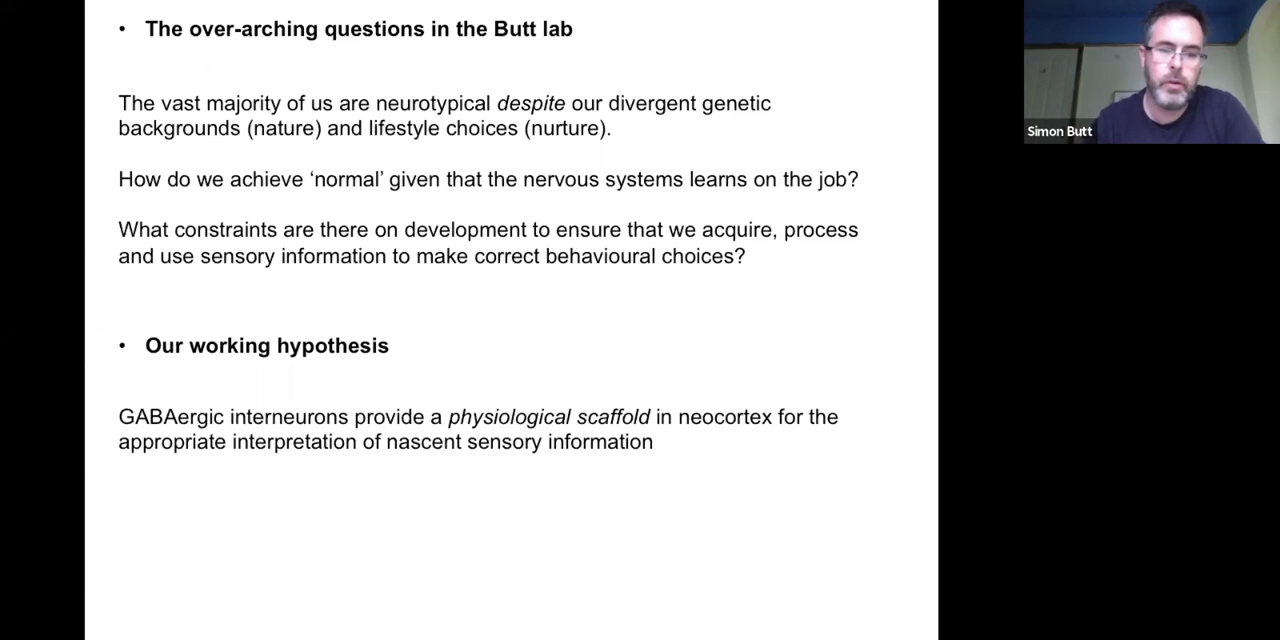 • The over-arching questions in the Butt lab
The vast majority of us are neurotypical despite our divergent genetic
backgrounds (nature) and lifestyle choices (nurture).
How do we achieve ‘normal’ given that the nervous systems learns on the job?
What constraints are there on development to ensure that we acquire, process
and use sensory information to make correct behavioural choices?
• Our working hypothesis
GABAergic interneurons provide a physiological scaffold in neocortex for the
appropriate interpretation of nascent sensory information
Simon Butt